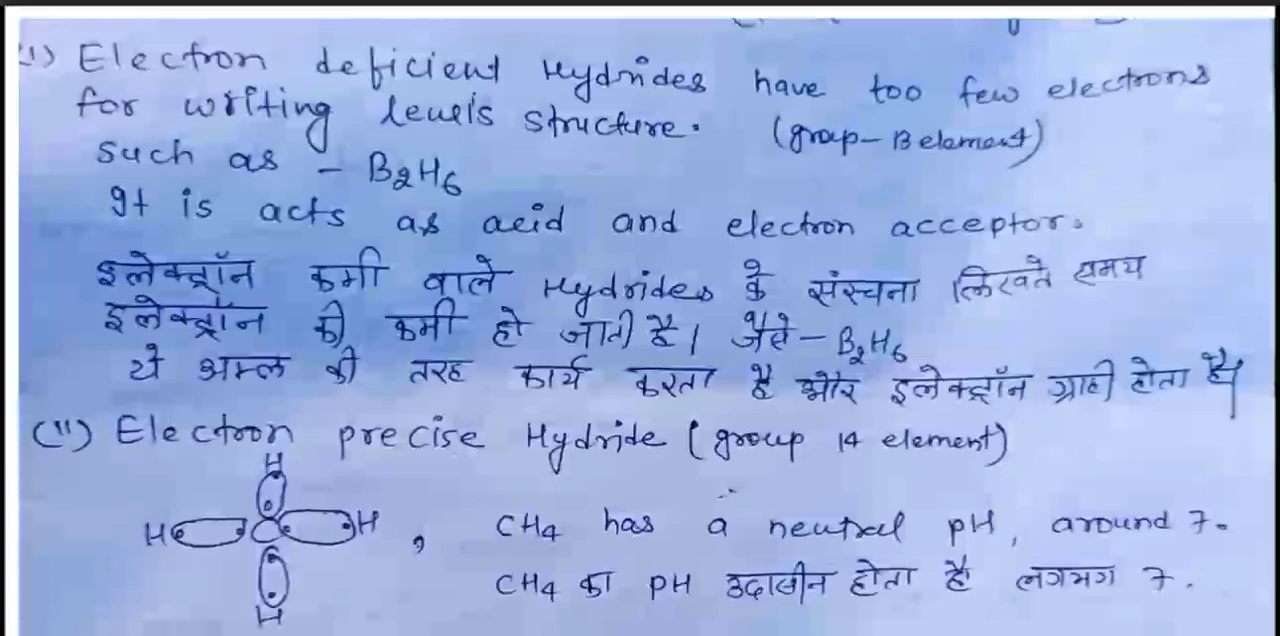 (i) Electron deficient Hydrides have too few electrons
for writing lewis structure. (group-13 element)
such as - B2H6
It is acts as acid and electron acceptor.
इलेक्ट्रॉन कमी वाले Hydrides के संरचना लिखते समय
इलेक्ट्रॉन की कमी हो जाती है। जैसे - B2H6
ये अम्ल की तरह कार्य करता है और इलेक्ट्रॉन ग्राही होता है।
(ii) Electron precise Hydride (group 14 element)
H
H C H , CH4 has a neutral pH, around 7.
CH4 का pH उदासीन होता है लगभग 7.
H